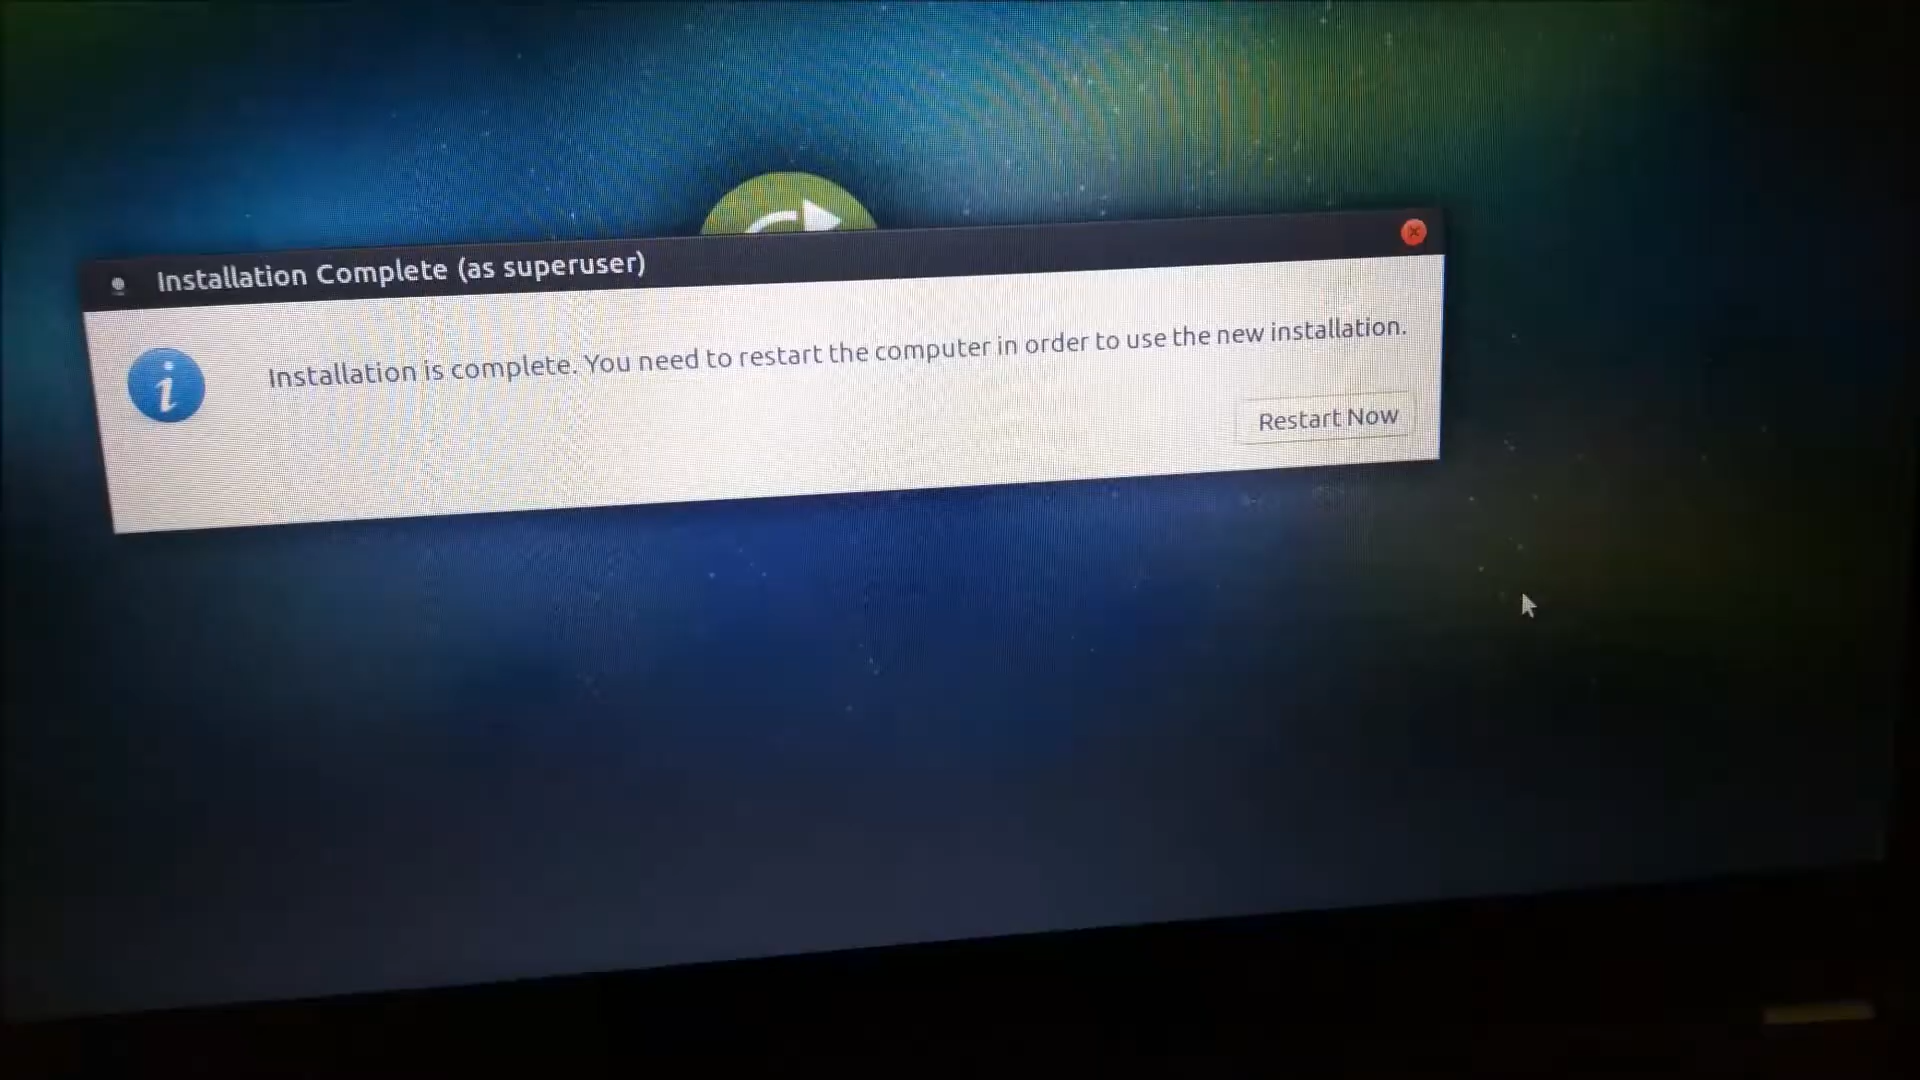 Installation Complete (as superuser)
Installation is complete. You need to restart the computer in order to use the new installation.
Restart Now